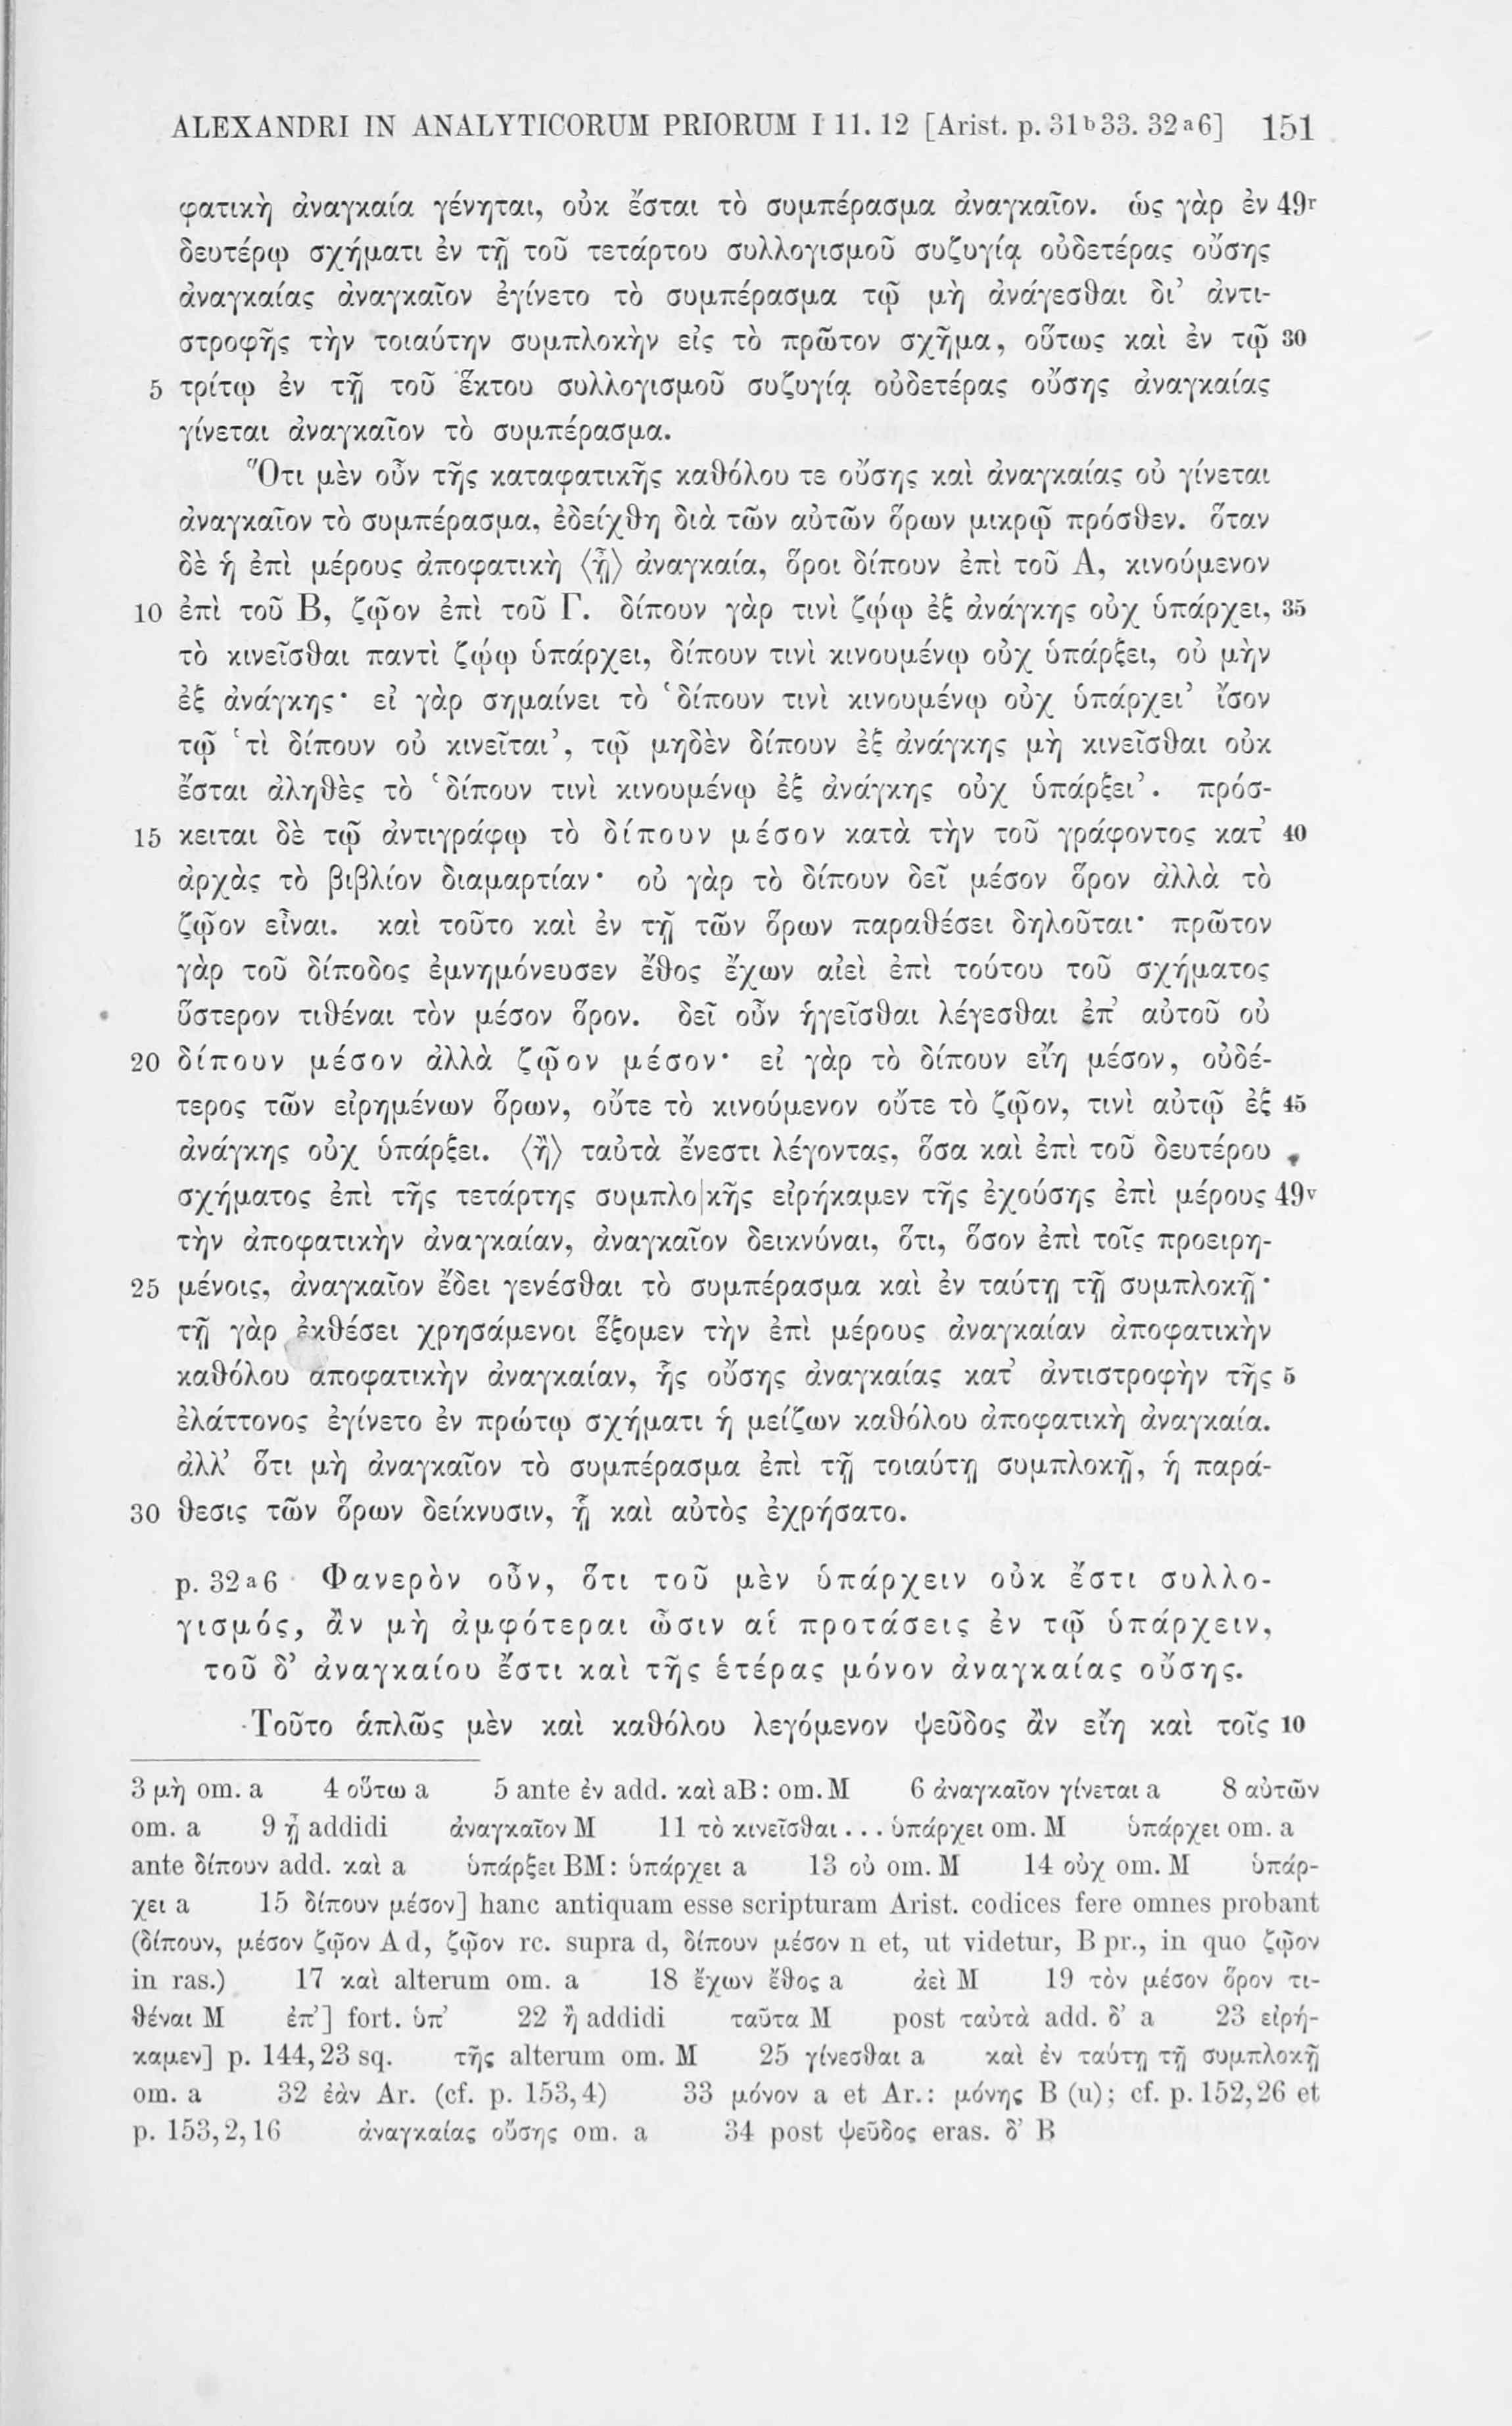 ALEXANDRI IN ANALYTICORUM PRIORUM I 11. 12 [Arist. p. 31b33. 32a6] 151
φατικὴ ἀναγκαία γένηται, οὐκ ἔσται τὸ συμπέρασμα ἀναγκαῖον. ὡς γὰρ ἐν 49r
δευτέρῳ σχήματι ἐν τῇ τοῦ τετάρτου συλλογισμοῦ συζυγίᾳ οὐδετέρας οὔσης
ἀναγκαίας ἀναγκαῖον ἐγίνετο τὸ συμπέρασμα τῷ μὴ ἀνάγεσθαι δι’ ἀντι-
στροφῆς τὴν τοιαύτην συμπλοκὴν εἰς τὸ πρῶτον σχῆμα, οὕτως καὶ ἐν τῷ 30
5 τρίτῳ ἐν τῇ τοῦ ἕκτου συλλογισμοῦ συζυγίᾳ οὐδετέρας οὔσης ἀναγκαίας
γίνεται ἀναγκαῖον τὸ συμπέρασμα.
Ὅτι μὲν οὖν τῆς καταφατικῆς καθόλου τε οὔσης καὶ ἀναγκαίας οὐ γίνεται
ἀναγκαῖον τὸ συμπέρασμα, ἐδείχθη διὰ τῶν αὐτῶν ὅρων μικρῷ πρόσθεν. ὅταν
δὲ ἡ ἐπὶ μέρους ἀποφατικὴ ⟨ᾖ⟩ ἀναγκαία, ὅροι δίπουν ἐπὶ τοῦ Α, κινούμενον
10 ἐπὶ τοῦ Β, ζῷον ἐπὶ τοῦ Γ. δίπουν γὰρ τινὶ ζῴῳ ἐξ ἀνάγκης οὐχ ὑπάρχει, 35
τὸ κινεῖσθαι παντὶ ζῴῳ ὑπάρχει, δίπουν τινὶ κινουμένῳ οὐχ ὑπάρξει, οὐ μὴν
ἐξ ἀνάγκης· εἰ γὰρ σημαίνει τὸ ‘δίπουν τινὶ κινουμένῳ οὐχ ὑπάρχει’ ἴσον
τῷ ‘τὶ δίπουν οὐ κινεῖται’, τῷ μηδὲν δίπουν ἐξ ἀνάγκης μὴ κινεῖσθαι οὐκ
ἔσται ἀληθὲς τὸ ‘δίπουν τινὶ κινουμένῳ ἐξ ἀνάγκης οὐχ ὑπάρξει’. πρόσ-
15 κειται δὲ τῷ ἀντιγράφῳ τὸ δίπουν μέσον κατὰ τὴν τοῦ γράφοντος κατ’ 40
ἀρχὰς τὸ βιβλίον διαμαρτίαν· οὐ γὰρ τὸ δίπουν δεῖ μέσον ὅρον ἀλλὰ τὸ
ζῷον εἶναι. καὶ τοῦτο καὶ ἐν τῇ τῶν ὅρων παραθέσει δηλοῦται· πρῶτον
γὰρ τοῦ δίποδος ἐμνημόνευσεν ἔθος ἔχων αἰεὶ ἐπὶ τούτου τοῦ σχήματος
ὕστερον τιθέναι τὸν μέσον ὅρον. δεῖ οὖν ἡγεῖσθαι λέγεσθαι ἐπ’ αὐτοῦ οὐ
20 δίπουν μέσον ἀλλὰ ζῷον μέσον· εἰ γὰρ τὸ δίπουν εἴη μέσον, οὐδέ-
τερος τῶν εἰρημένων ὅρων, οὔτε τὸ κινούμενον οὔτε τὸ ζῷον, τινὶ αὐτῷ ἐξ 45
ἀνάγκης οὐχ ὑπάρξει. ⟨ἢ⟩ ταὐτὰ ἔνεστι λέγοντας, ὅσα καὶ ἐπὶ τοῦ δευτέρου
σχήματος ἐπὶ τῆς τετάρτης συμπλο|κῆς εἰρήκαμεν τῆς ἐχούσης ἐπὶ μέρους 49v
τὴν ἀποφατικὴν ἀναγκαίαν, ἀναγκαῖον δεικνύναι, ὅτι, ὅσον ἐπὶ τοῖς προειρη-
25 μένοις, ἀναγκαῖον ἔδει γενέσθαι τὸ συμπέρασμα καὶ ἐν ταύτῃ τῇ συμπλοκῇ·
τῇ γὰρ ἐκθέσει χρησάμενοι ἕξομεν τὴν ἐπὶ μέρους ἀναγκαίαν ἀποφατικὴν
καθόλου ἀποφατικὴν ἀναγκαίαν, ἧς οὔσης ἀναγκαίας κατ’ ἀντιστροφὴν τῆς 5
ἐλάττονος ἐγίνετο ἐν πρώτῳ σχήματι ἡ μείζων καθόλου ἀποφατικὴ ἀναγκαία.
ἀλλ’ ὅτι μὴ ἀναγκαῖον τὸ συμπέρασμα ἐπὶ τῇ τοιαύτῃ συμπλοκῇ, ἡ παρά-
30 θεσις τῶν ὅρων δείκνυσιν, ᾗ καὶ αὐτὸς ἐχρήσατο.
p. 32a6 Φανερὸν οὖν, ὅτι τοῦ μὲν ὑπάρχειν οὐκ ἔστι συλλο-
γισμός, ἂν μὴ ἀμφότεραι ὦσιν αἱ προτάσεις ἐν τῷ ὑπάρχειν,
τοῦ δ’ ἀναγκαίου ἔστι καὶ τῆς ἑτέρας μόνον ἀναγκαίας οὔσης.
Τοῦτο ἁπλῶς μὲν καὶ καθόλου λεγόμενον ψεῦδος ἂν εἴη καὶ τοῖς 10
3 μὴ om. a 4 οὕτω a 5 ante ἐν add. καὶ aB: om. M 6 ἀναγκαῖον γίνεται a 8 αὐτῶν
om. a 9 ᾖ addidi ἀναγκαῖον M 11 τὸ κινεῖσθαι . . . ὑπάρχει om. M ὑπάρχει om. a
ante δίπουν add. καὶ a ὑπάρξει BM: ὑπάρχει a 13 οὐ om. M 14 οὐχ om. M ὑπάρ-
χει a 15 δίπουν μέσον] hanc antiquam esse scripturam Arist. codices fere omnes probant
(δίπουν, μέσον ζῷον A d, ζῷον rc. supra d, δίπουν μέσον n et, ut videtur, B pr., in quo ζῷον
in ras.) 17 καὶ alterum om. a 18 ἔχων ἔθος a ἀεὶ M 19 τὸν μέσον ὅρον τι-
θέναι M ἐπ’] fort. ὑπ’ 22 ἢ addidi ταῦτα M post ταὐτὰ add. δ’ a 23 εἰρή-
καμεν] p. 144,23 sq. τῆς alterum om. M 25 γίνεσθαι a καὶ ἐν ταύτῃ τῇ συμπλοκῇ
om. a 32 ἐὰν Ar. (cf. p. 153,4) 33 μόνον a et Ar.: μόνης B (u); cf. p. 152,26 et
p. 153,2,16 ἀναγκαίας οὔσης om. a 34 post ψεῦδος eras. δ’ B